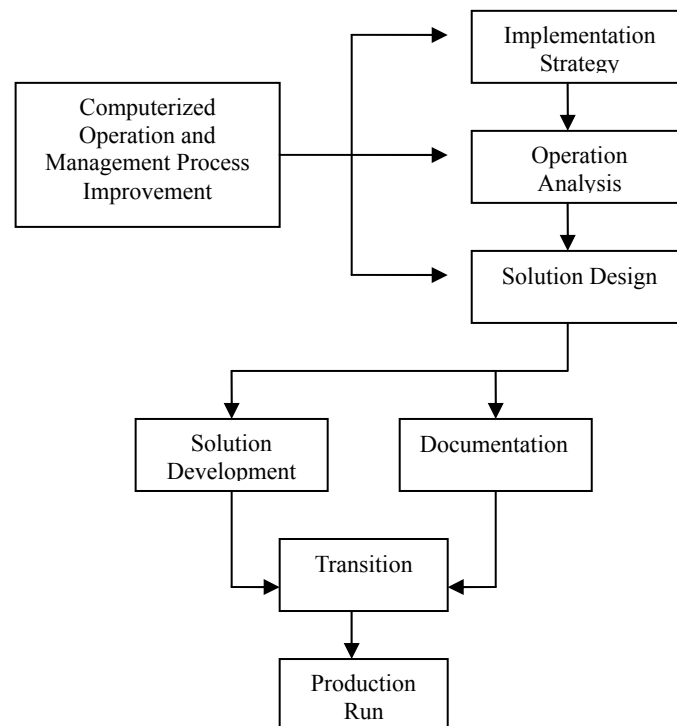 Implementation
Strategy
Computerized
Operation and
Management Process
Improvement
Operation
Analysis
Solution Design
Solution
Development
Documentation
Transition
Production
Run